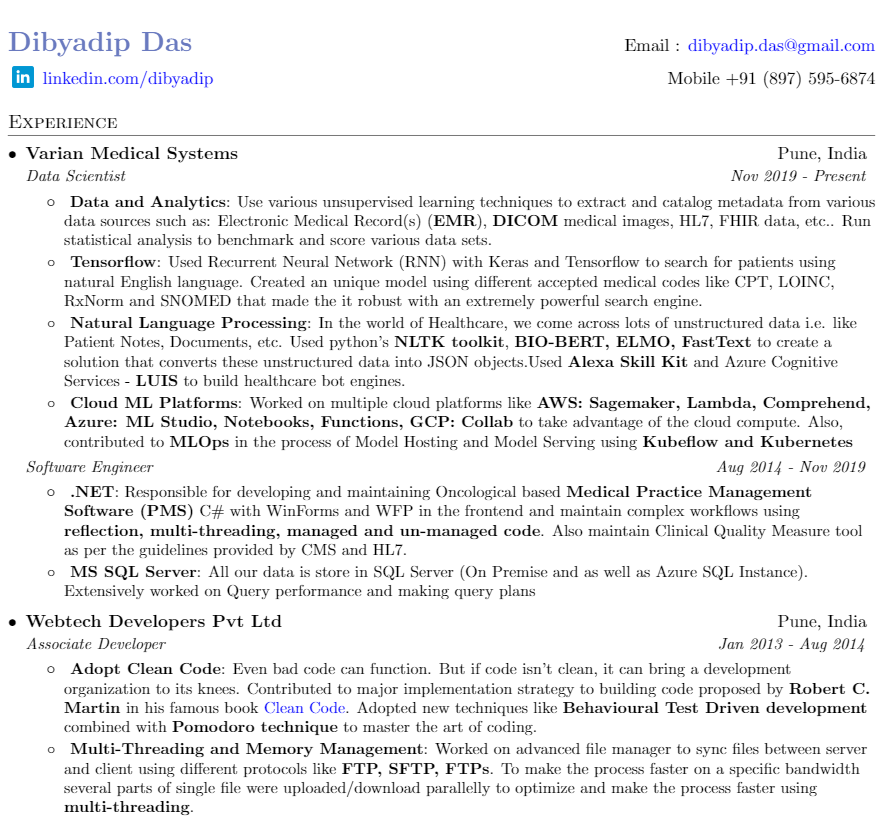 Dibyadip Das
Email : dibyadip.das@gmail.com
in linkedin.com/dibyadip
Mobile +91 (897) 595-6874
Experience
• Varian Medical Systems Pune, India
Data Scientist Nov 2019 - Present
◦ Data and Analytics: Use various unsupervised learning techniques to extract and catalog metadata from various
data sources such as: Electronic Medical Record(s) (EMR), DICOM medical images, HL7, FHIR data, etc.. Run
statistical analysis to benchmark and score various data sets.
◦ Tensorflow: Used Recurrent Neural Network (RNN) with Keras and Tensorflow to search for patients using
natural English language. Created an unique model using different accepted medical codes like CPT, LOINC,
RxNorm and SNOMED that made the it robust with an extremely powerful search engine.
◦ Natural Language Processing: In the world of Healthcare, we come across lots of unstructured data i.e. like
Patient Notes, Documents, etc. Used python's NLTK toolkit, BIO-BERT, ELMO, FastText to create a
solution that converts these unstructured data into JSON objects.Used Alexa Skill Kit and Azure Cognitive
Services - LUIS to build healthcare bot engines.
◦ Cloud ML Platforms: Worked on multiple cloud platforms like AWS: Sagemaker, Lambda, Comprehend,
Azure: ML Studio, Notebooks, Functions, GCP: Collab to take advantage of the cloud compute. Also,
contributed to MLOps in the process of Model Hosting and Model Serving using Kubeflow and Kubernetes
Software Engineer Aug 2014 - Nov 2019
◦ .NET: Responsible for developing and maintaining Oncological based Medical Practice Management
Software (PMS) C# with WinForms and WFP in the frontend and maintain complex workflows using
reflection, multi-threading, managed and un-managed code. Also maintain Clinical Quality Measure tool
as per the guidelines provided by CMS and HL7.
◦ MS SQL Server: All our data is store in SQL Server (On Premise and as well as Azure SQL Instance).
Extensively worked on Query performance and making query plans
• Webtech Developers Pvt Ltd Pune, India
Associate Developer Jan 2013 - Aug 2014
◦ Adopt Clean Code: Even bad code can function. But if code isn't clean, it can bring a development
organization to its knees. Contributed to major implementation strategy to building code proposed by Robert C.
Martin in his famous book Clean Code. Adopted new techniques like Behavioural Test Driven development
combined with Pomodoro technique to master the art of coding.
◦ Multi-Threading and Memory Management: Worked on advanced file manager to sync files between server
and client using different protocols like FTP, SFTP, FTPs. To make the process faster on a specific bandwidth
several parts of single file were uploaded/download parallelly to optimize and make the process faster using
multi-threading.